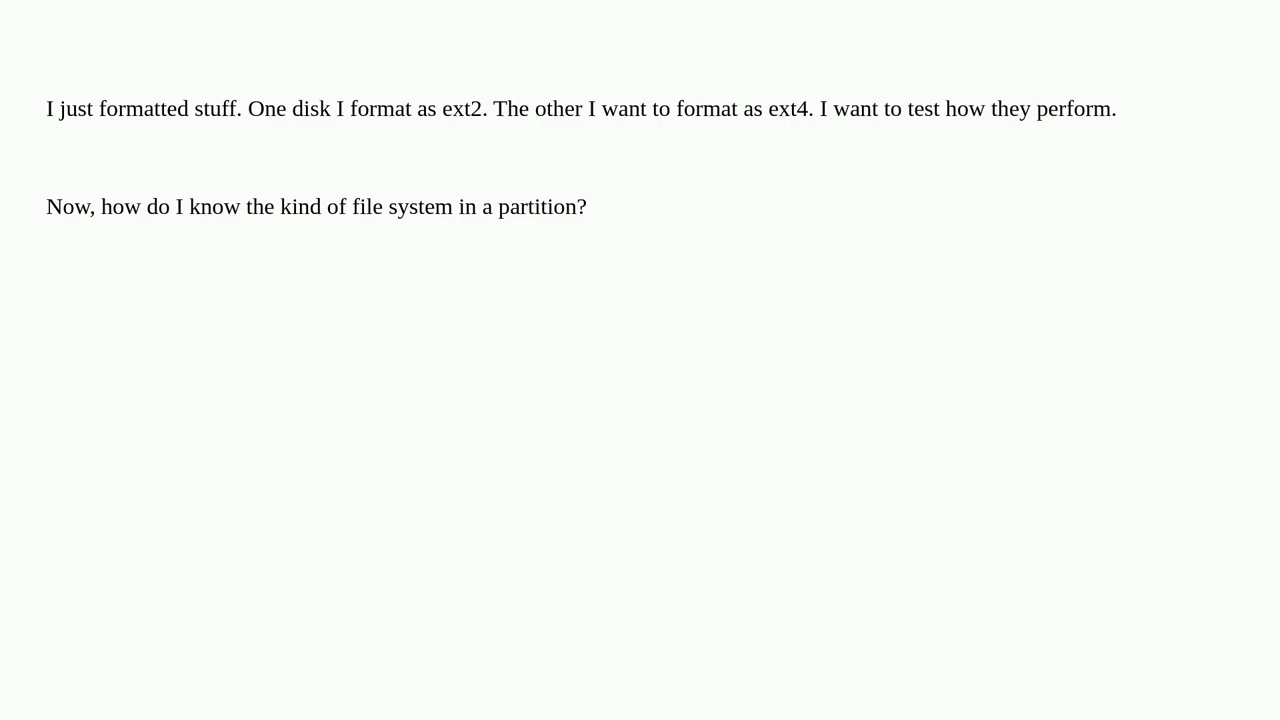 I just formatted stuff. One disk I format as ext2. The other I want to format as ext4. I want to test how they perform.
Now, how do I know the kind of file system in a partition?